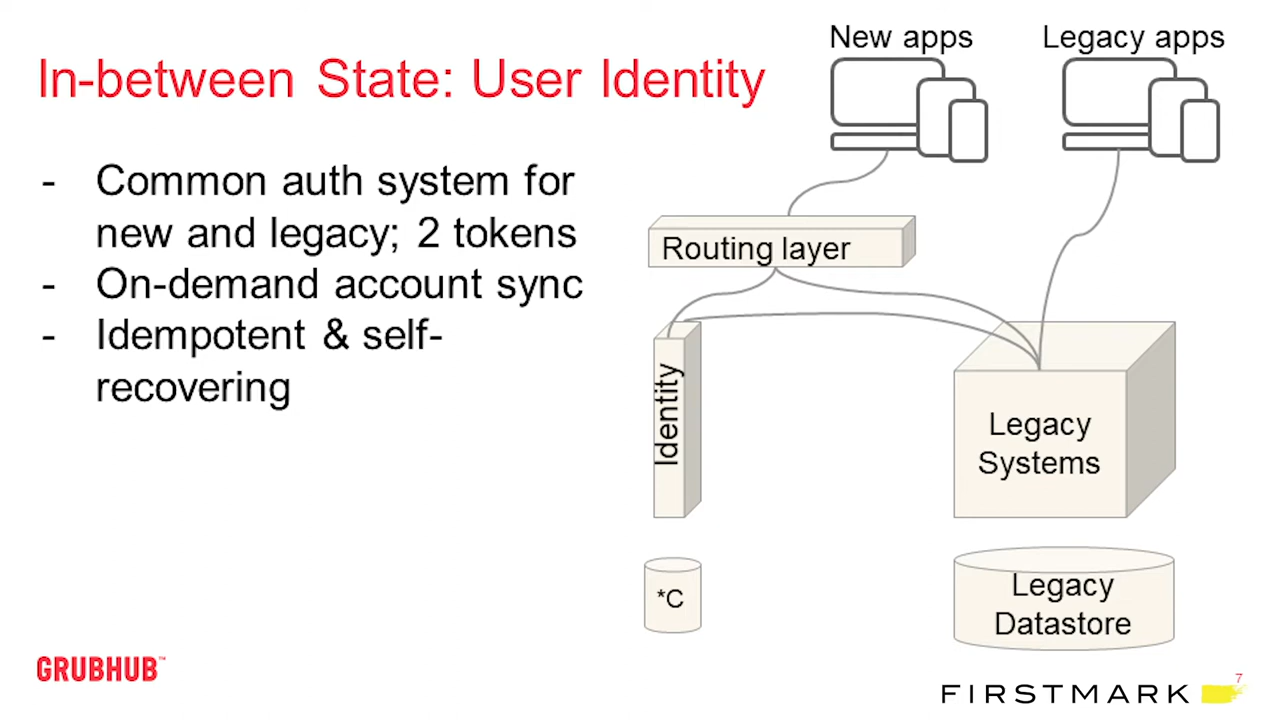 In-between State: User Identity
- Common auth system for
new and legacy; 2 tokens
- On-demand account sync
- Idempotent & self-
recovering
New apps
Legacy apps
Routing layer
Identity
Legacy
Systems
*C
Legacy
Datastore
GRUBHUB™
FIRSTMARK
7